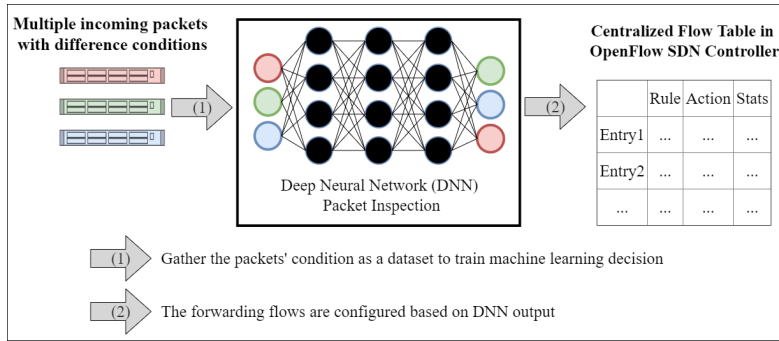 Multiple incoming packets
with difference conditions
(1)
Deep Neural Network (DNN)
Packet Inspection
(2)
Centralized Flow Table in
OpenFlow SDN Controller
Rule Action Stats
Entry1 ... ... ...
Entry2 ... ... ...
... ... ... ...
(1) Gather the packets' condition as a dataset to train machine learning decision
(2) The forwarding flows are configured based on DNN output